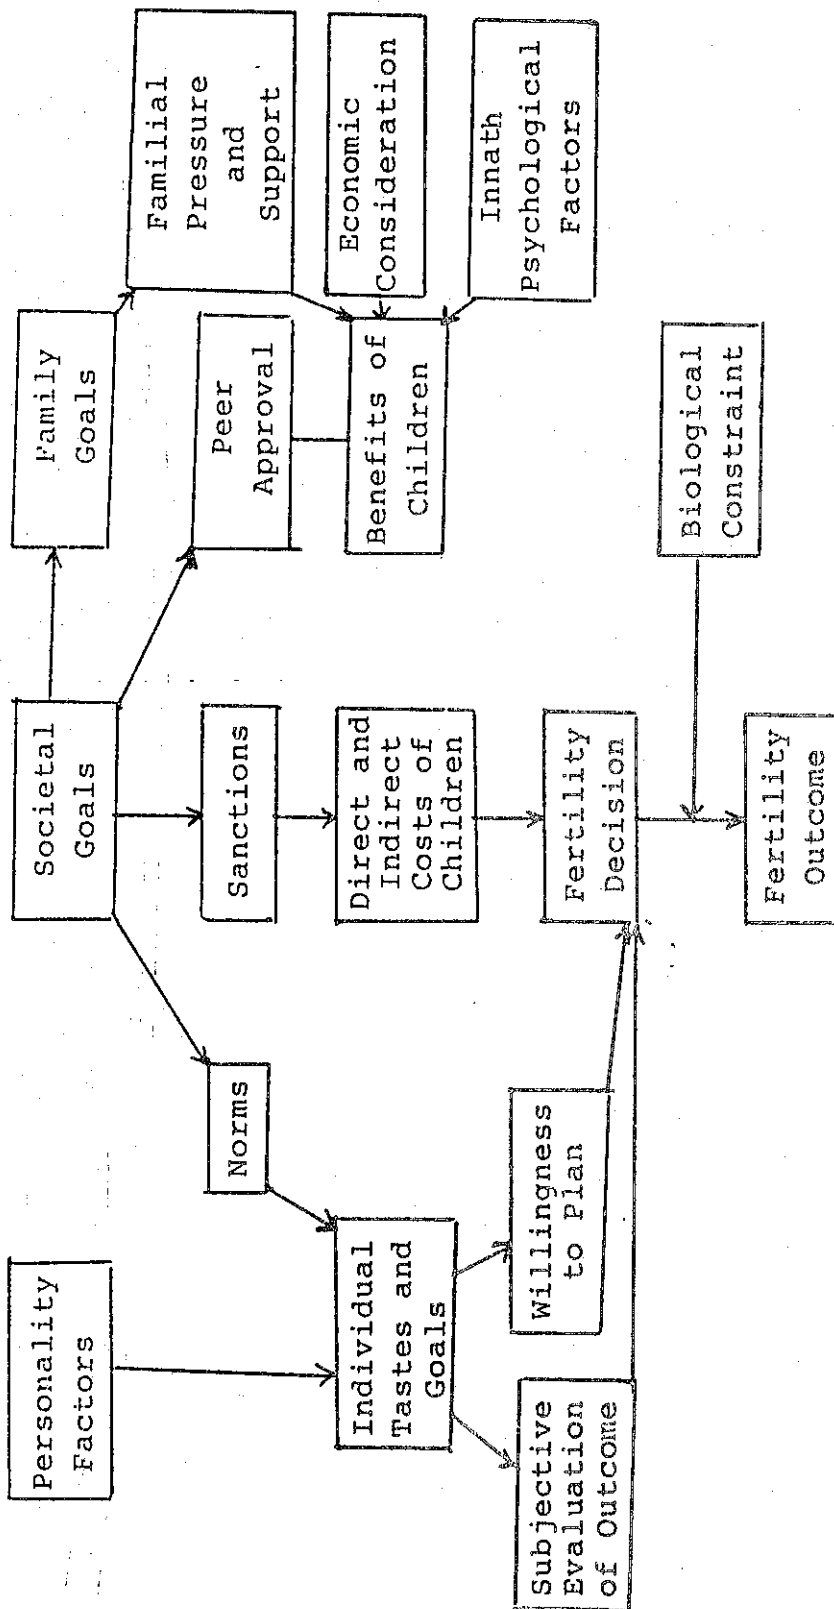 Personality
Factors
Societal
Goals
Family
Goals
Norms
Sanctions
Peer
Approval
Familial
Pressure
and
Support
Individual
Tastes and
Goals
Direct and
Indirect
Costs of
Children
Benefits of
Children
Economic
Consideration
Innath
Psychological
Factors
Subjective
Evaluation
of Outcome
Willingness
to Plan
Fertility
Decision
Biological
Constraint
Fertility
Outcome